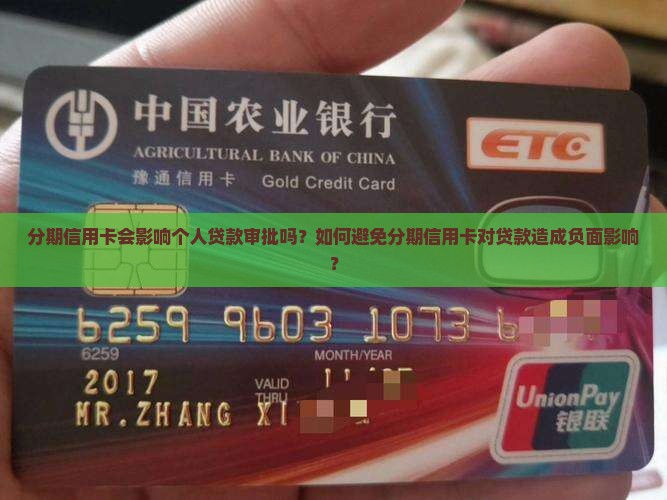 中国农业银行
AGRICULTURAL BANK OF CHINA
ETC
豫通信用卡 Gold Credit Card
分期信用卡会影响个人贷款审批吗？如何避免分期信用卡对贷款造成负面影响
？
6259 9603 1073 6
6259
MONTH/YEAR
2017
VALID THRU
MR.ZHANG XI
UnionPay
银联